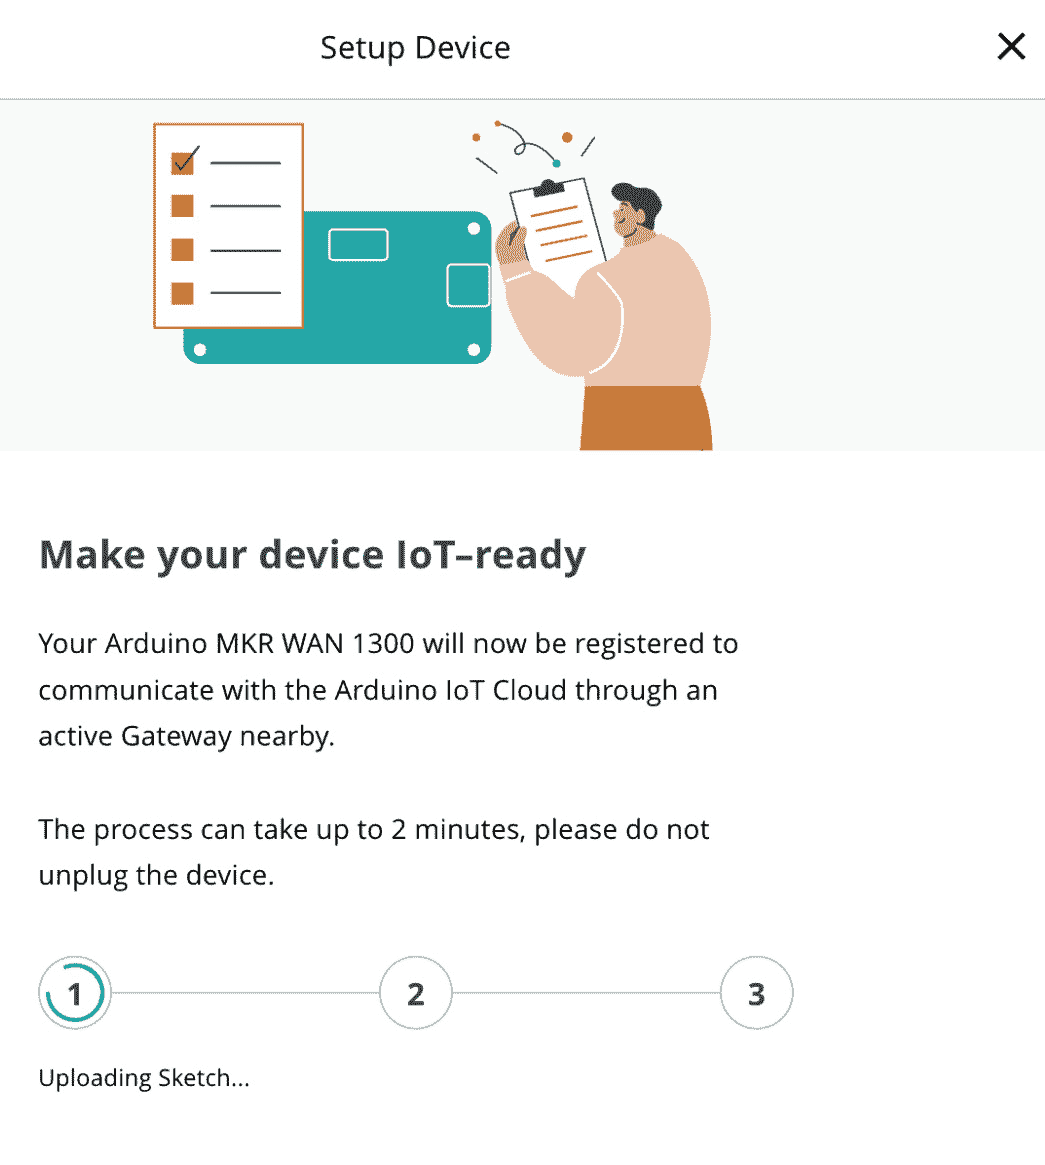 Setup Device
Make your device IoT–ready
Your Arduino MKR WAN 1300 will now be registered to
communicate with the Arduino IoT Cloud through an
active Gateway nearby.
The process can take up to 2 minutes, please do not
unplug the device.
1 2 3
Uploading Sketch...